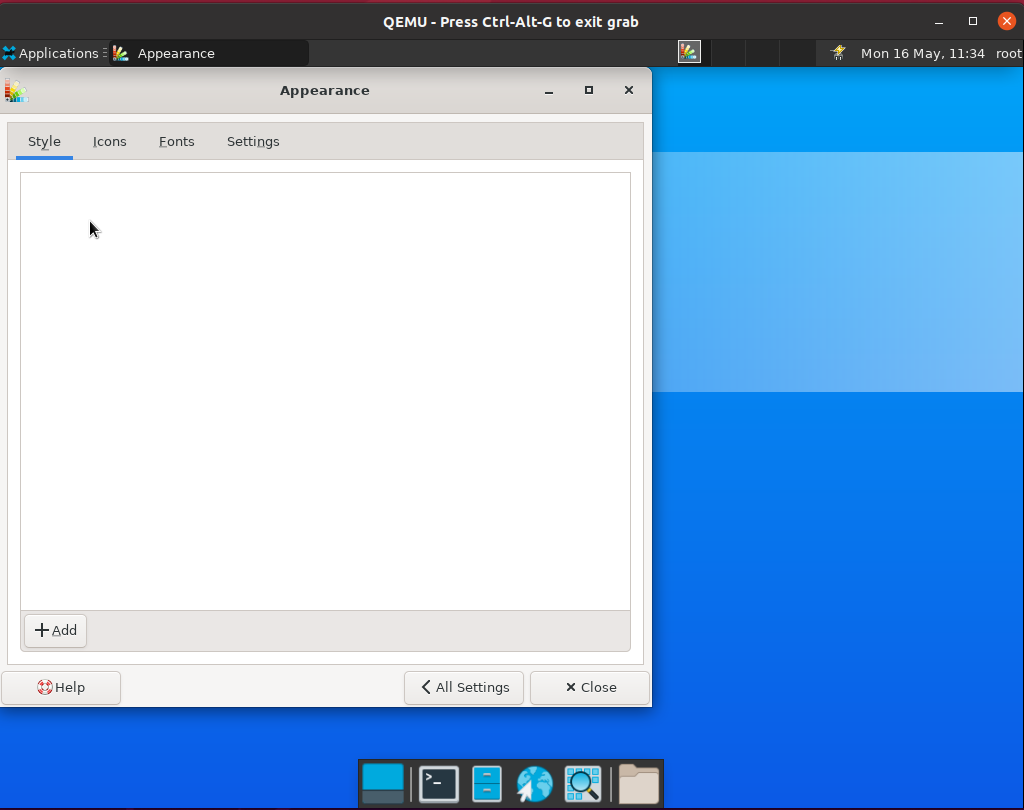 QEMU - Press Ctrl-Alt-G to exit grab
Applications Appearance Mon 16 May, 11:34 root
Appearance
Style Icons Fonts Settings
Add
Help All Settings Close